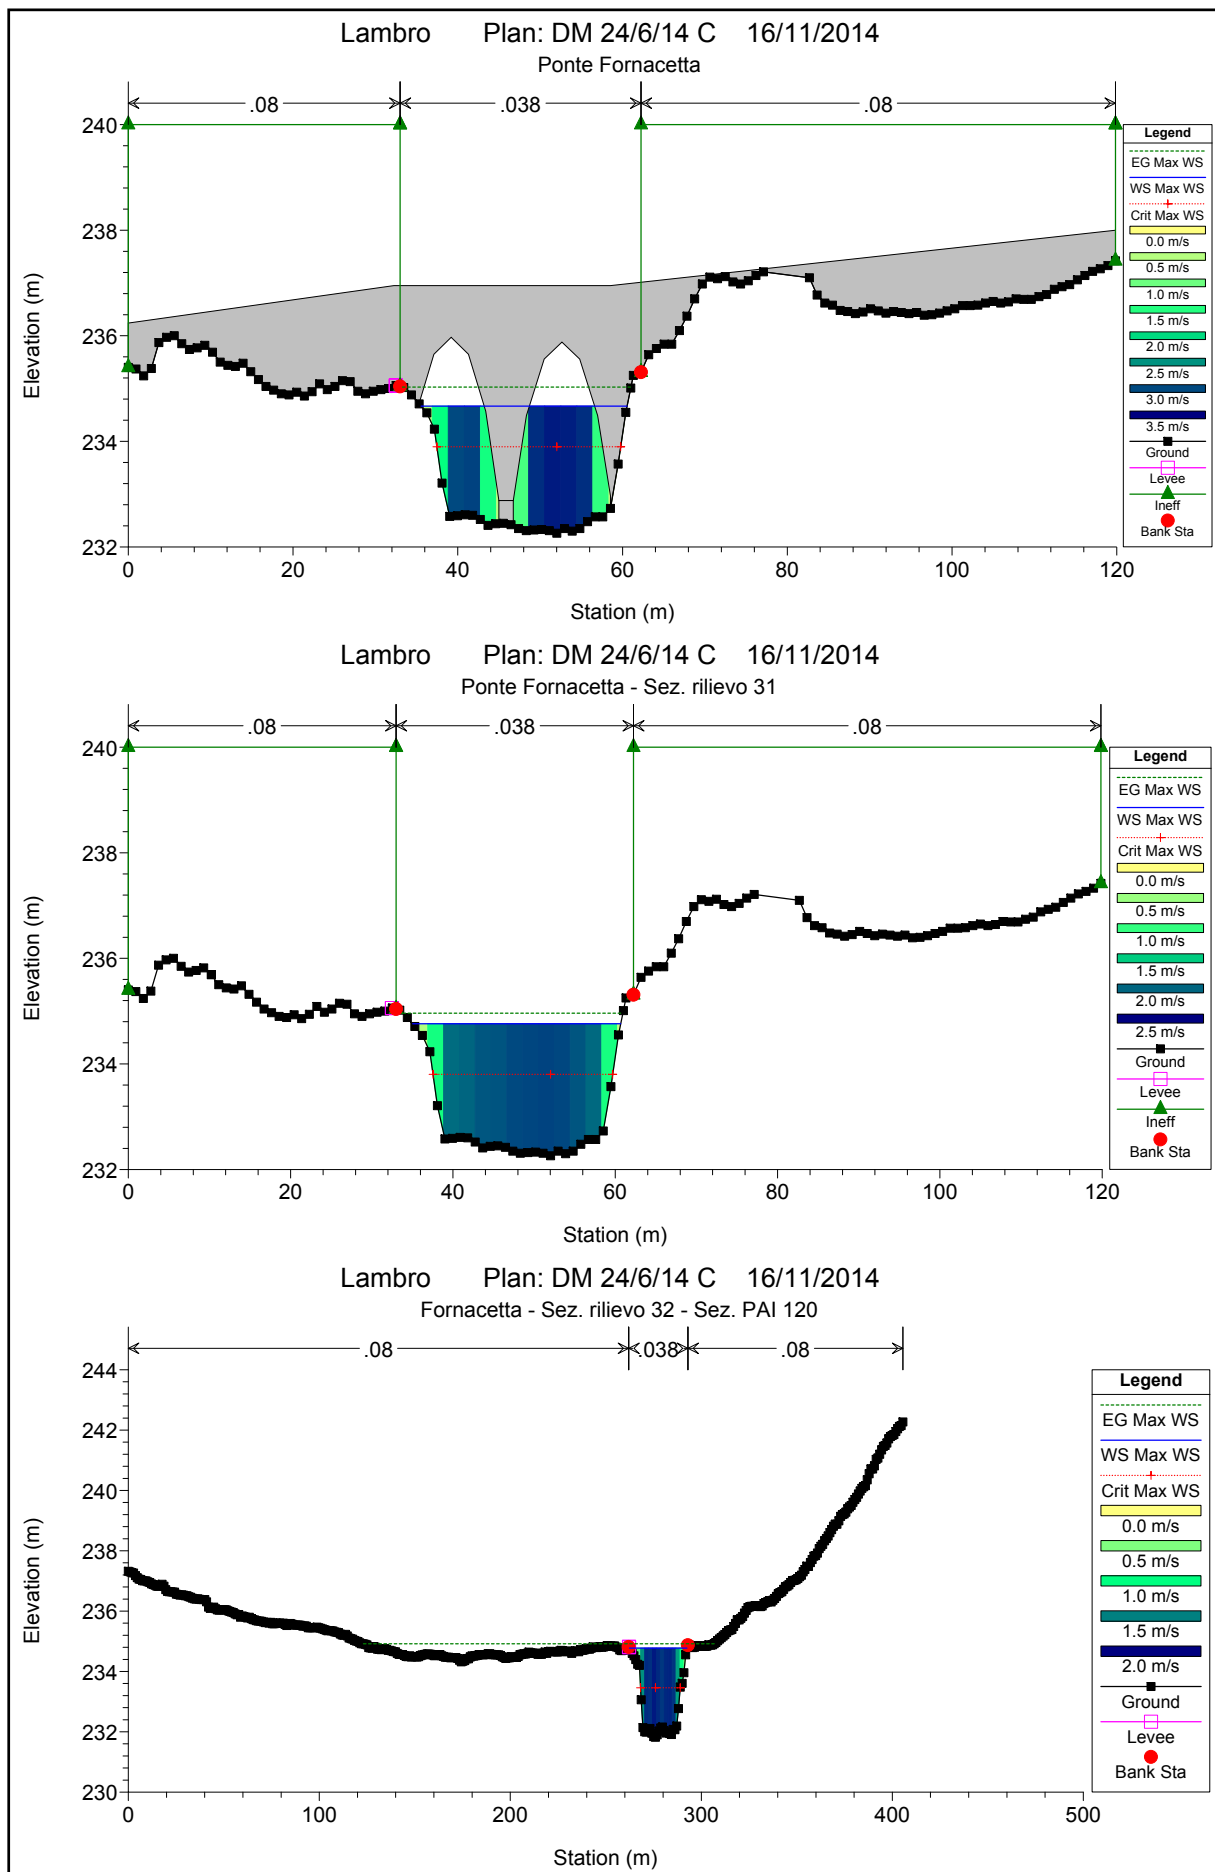 Lambro Plan: DM 24/6/14 C 16/11/2014
Ponte Fornacetta
.08 .038 .08
240
238
236
234
232
0 20 40 60 80 100 120
Elevation (m)
Station (m)
Legend
EG Max WS
WS Max WS
Crit Max WS
0.0 m/s
0.5 m/s
1.0 m/s
1.5 m/s
2.0 m/s
2.5 m/s
3.0 m/s
3.5 m/s
Ground
Levee
Ineff
Bank Sta
Lambro Plan: DM 24/6/14 C 16/11/2014
Ponte Fornacetta - Sez. rilievo 31
.08 .038 .08
240
238
236
234
232
0 20 40 60 80 100 120
Elevation (m)
Station (m)
Legend
EG Max WS
WS Max WS
Crit Max WS
0.0 m/s
0.5 m/s
1.0 m/s
1.5 m/s
2.0 m/s
2.5 m/s
Ground
Levee
Ineff
Bank Sta
Lambro Plan: DM 24/6/14 C 16/11/2014
Fornacetta - Sez. rilievo 32 - Sez. PAI 120
.08 .038 .08
244
242
240
238
236
234
232
230
0 100 200 300 400 500
Elevation (m)
Station (m)
Legend
EG Max WS
WS Max WS
Crit Max WS
0.0 m/s
0.5 m/s
1.0 m/s
1.5 m/s
2.0 m/s
Ground
Levee
Bank Sta